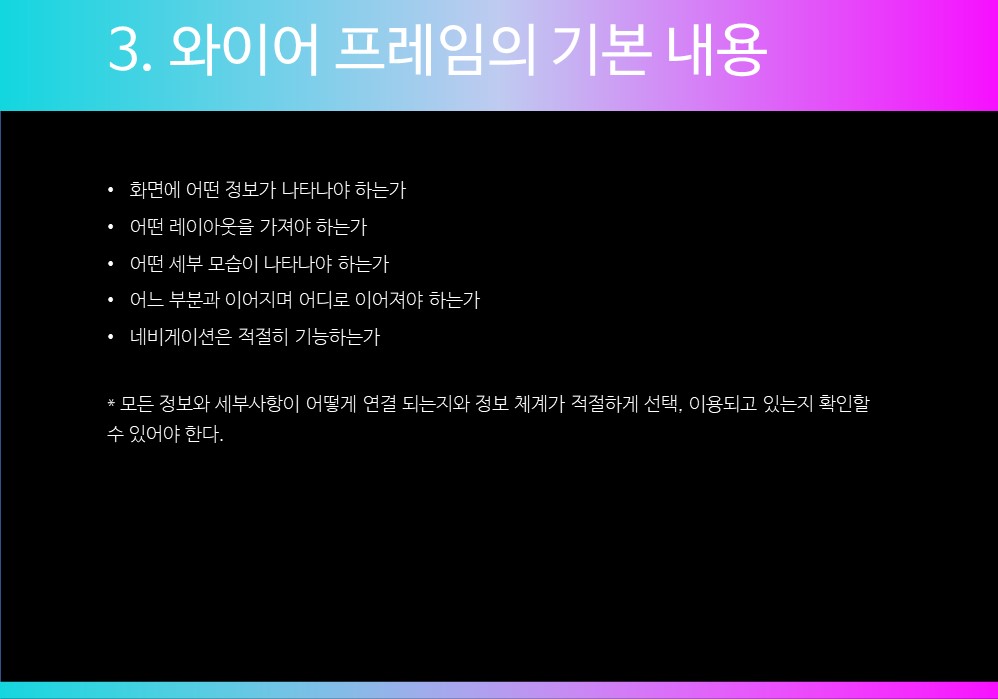 3. 와이어 프레임의 기본 내용
• 화면에 어떤 정보가 나타나야 하는가
• 어떤 레이아웃을 가져야 하는가
• 어떤 세부 모습이 나타나야 하는가
• 어느 부분과 이어지며 어디로 이어져야 하는가
• 네비게이션은 적절히 기능하는가
* 모든 정보와 세부사항이 어떻게 연결 되는지와 정보 체계가 적절하게 선택, 이용되고 있는지 확인할
수 있어야 한다.